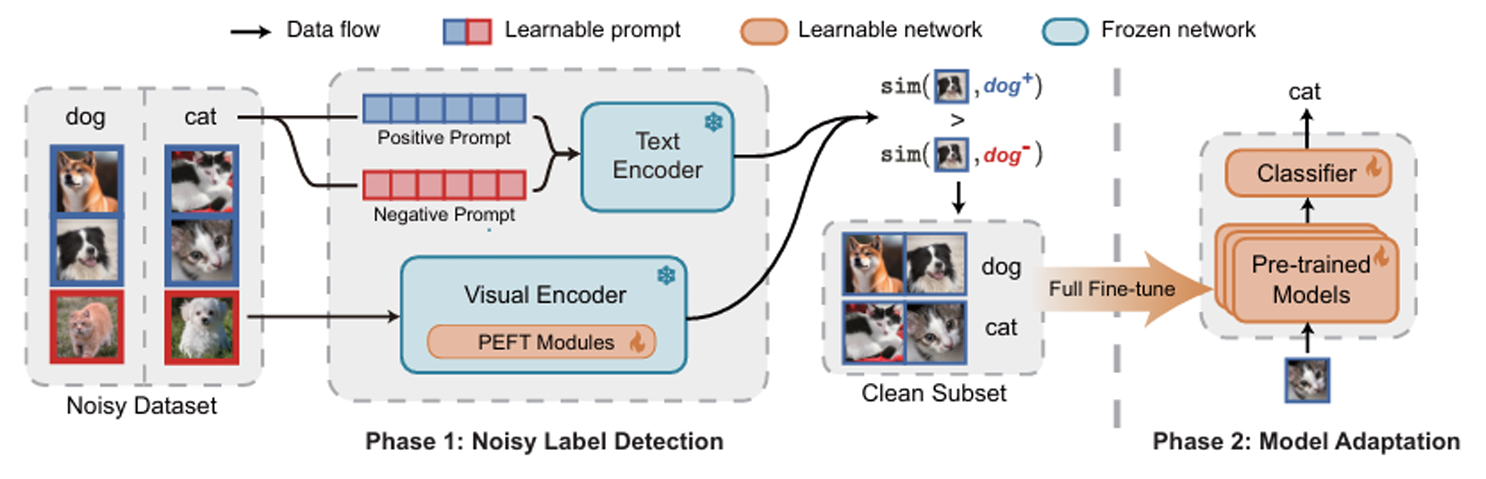 Data flow
Learnable prompt
Learnable network
Frozen network
dog
cat
Noisy Dataset
Positive Prompt
Negative Prompt
Text
Encoder
Visual Encoder
PEFT Modules
Phase 1: Noisy Label Detection
sim( , dog+)
>
sim( , dog-)
dog
cat
Clean Subset
Full Fine-tune
cat
Classifier
Pre-trained
Models
Phase 2: Model Adaptation